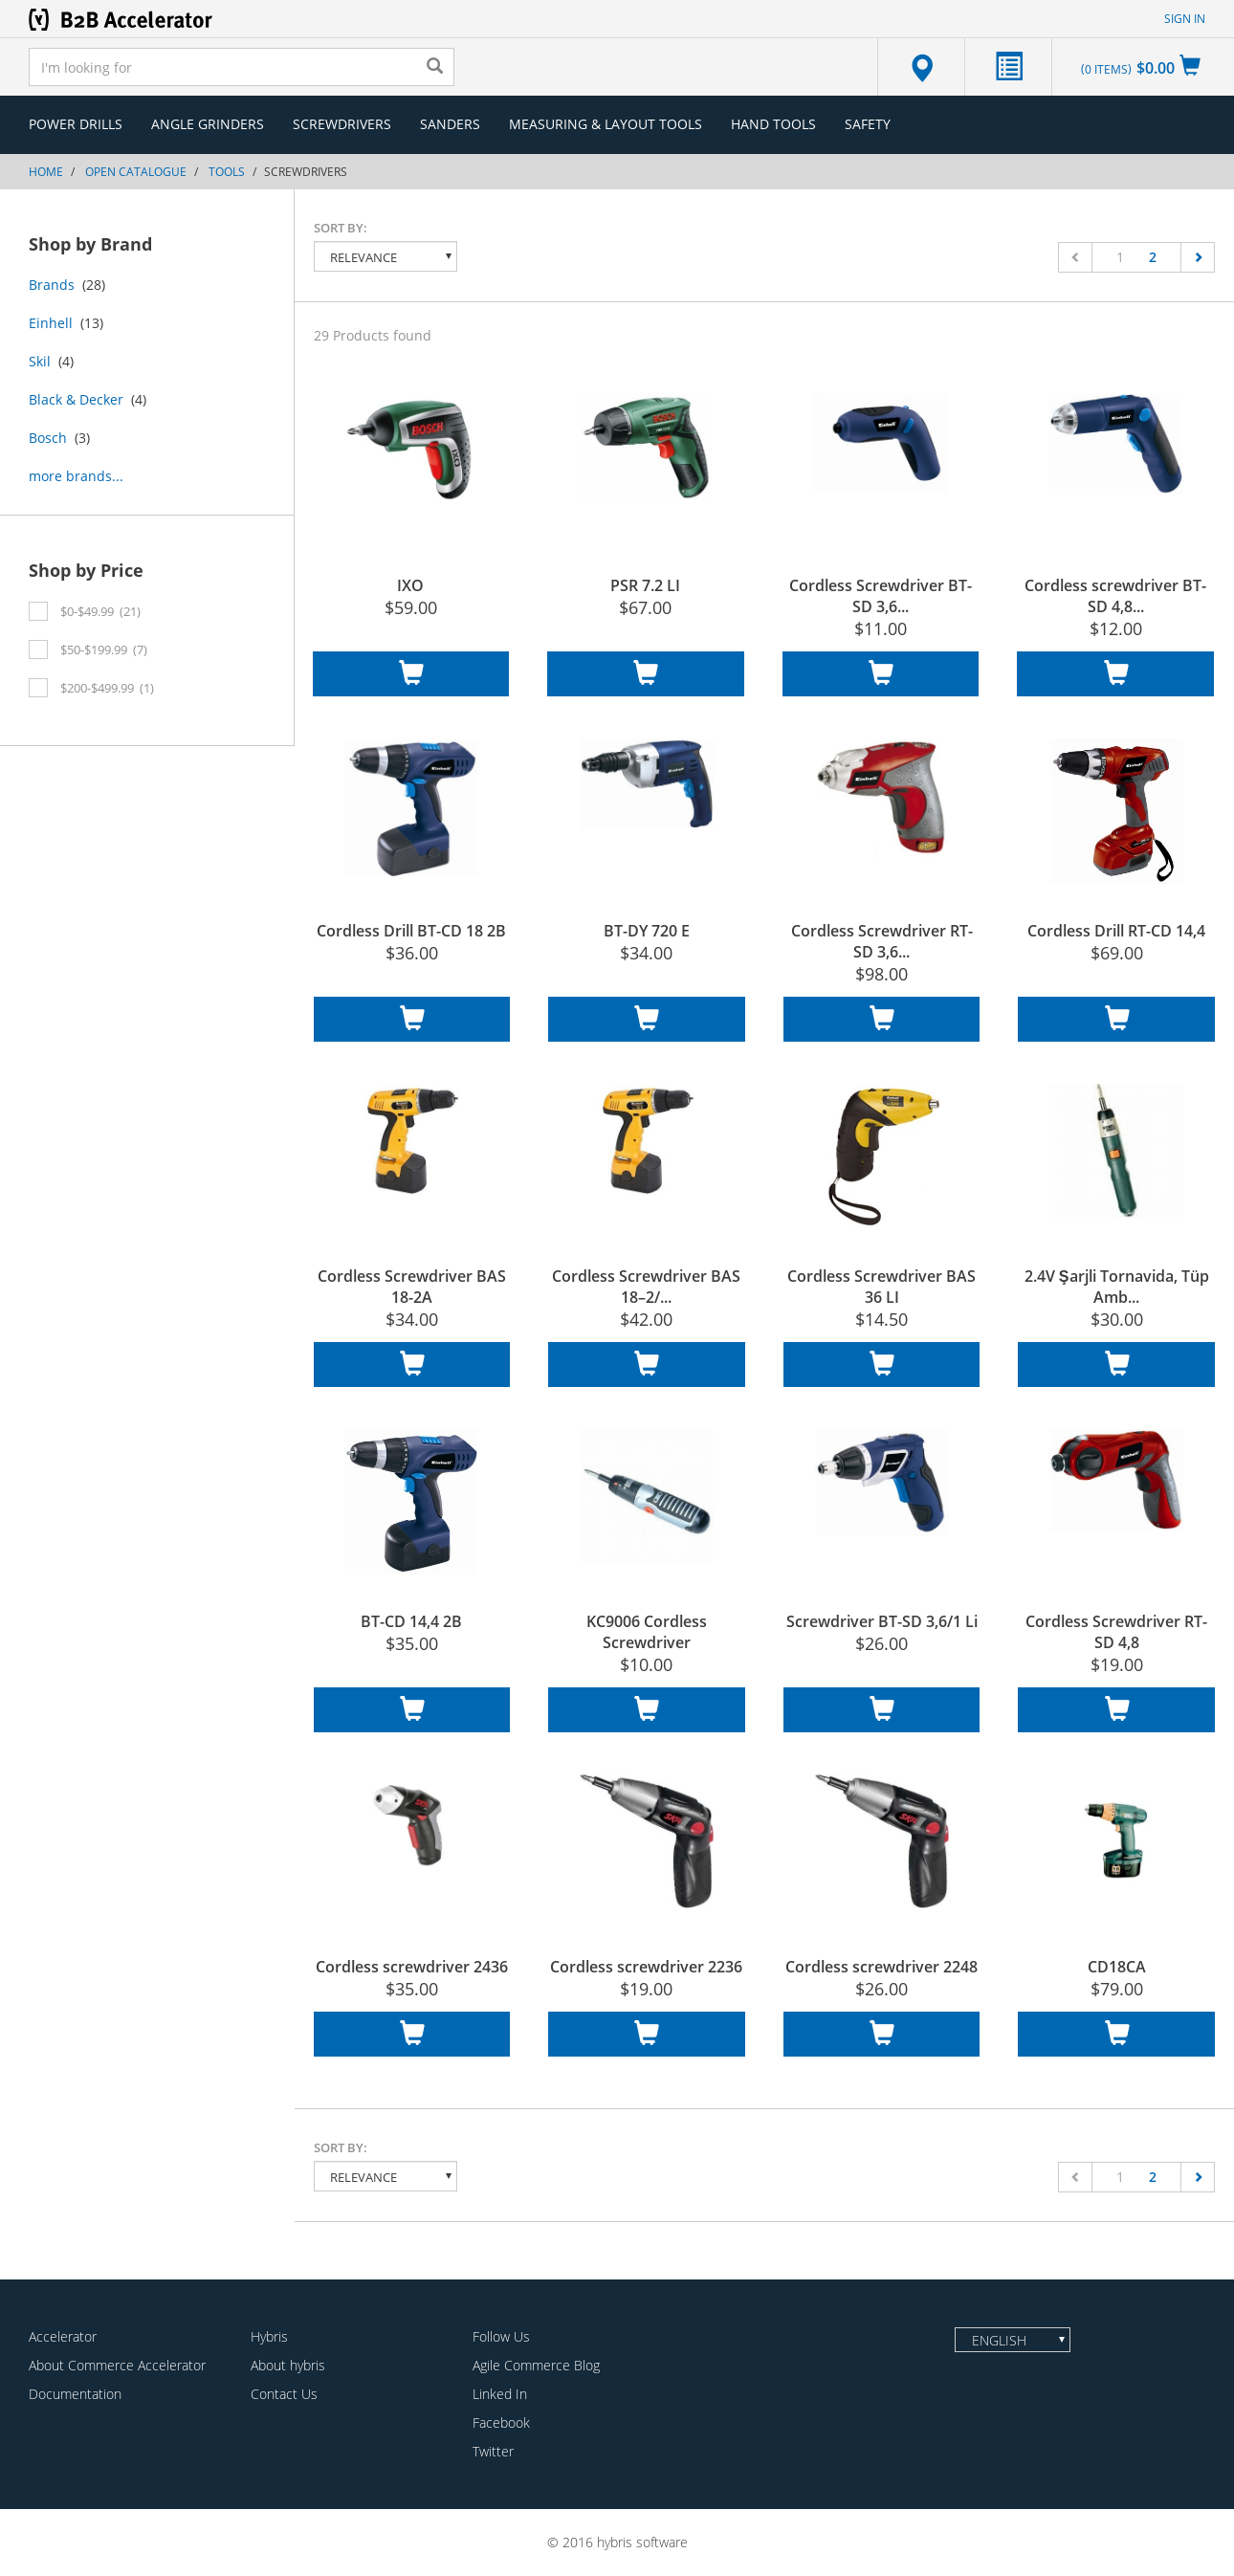 B2B Accelerator
SIGN IN
I'm looking for
(0 ITEMS) $0.00
POWER DRILLS ANGLE GRINDERS SCREWDRIVERS SANDERS MEASURING & LAYOUT TOOLS HAND TOOLS SAFETY
HOME / OPEN CATALOGUE / TOOLS / SCREWDRIVERS
Shop by Brand
Brands (28)
Einhell (13)
Skil (4)
Black & Decker (4)
Bosch (3)
more brands...
Shop by Price
$0-$49.99 (21)
$50-$199.99 (7)
$200-$499.99 (1)
SORT BY:
RELEVANCE
1 2
29 Products found
IXO
$59.00
PSR 7.2 LI
$67.00
Cordless Screwdriver BT-
SD 3,6...
$11.00
Cordless screwdriver BT-
SD 4,8...
$12.00
Cordless Drill BT-CD 18 2B
$36.00
BT-DY 720 E
$34.00
Cordless Screwdriver RT-
SD 3,6...
$98.00
Cordless Drill RT-CD 14,4
$69.00
Cordless Screwdriver BAS
18-2A
$34.00
Cordless Screwdriver BAS
18–2/...
$42.00
Cordless Screwdriver BAS
36 LI
$14.50
2.4V Şarjli Tornavida, Tüp
Amb...
$30.00
BT-CD 14,4 2B
$35.00
KC9006 Cordless
Screwdriver
$10.00
Screwdriver BT-SD 3,6/1 Li
$26.00
Cordless Screwdriver RT-
SD 4,8
$19.00
Cordless screwdriver 2436
$35.00
Cordless screwdriver 2236
$19.00
Cordless screwdriver 2248
$26.00
CD18CA
$79.00
SORT BY:
RELEVANCE
1 2
Accelerator
About Commerce Accelerator
Documentation
Hybris
About hybris
Contact Us
Follow Us
Agile Commerce Blog
Linked In
Facebook
Twitter
ENGLISH
© 2016 hybris software